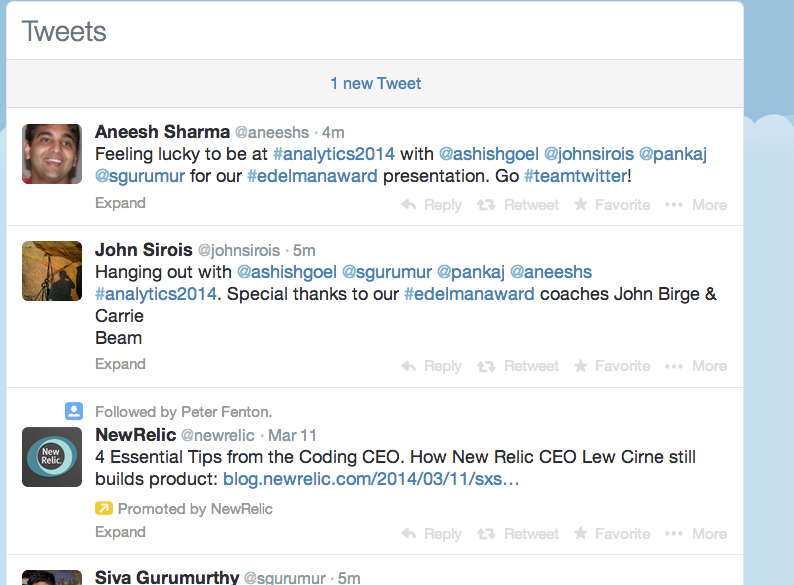 Tweets
1 new Tweet
Aneesh Sharma @aneeshs · 4m
Feeling lucky to be at #analytics2014 with @ashishgoel @johnsirois @pankaj
@sgurumur for our #edelmanaward presentation. Go #teamtwitter!
Expand Reply Retweet Favorite ••• More
John Sirois @johnsirois · 5m
Hanging out with @ashishgoel @sgurumur @pankaj @aneeshs
#analytics2014. Special thanks to our #edelmanaward coaches John Birge &
Carrie
Beam
Expand Reply Retweet Favorite ••• More
Followed by Peter Fenton.
NewRelic @newrelic · Mar 11
New
Relic.
4 Essential Tips from the Coding CEO. How New Relic CEO Lew Cirne still
builds product: blog.newrelic.com/2014/03/11/sxs…
Promoted by NewRelic
Expand Reply Retweet Favorite ••• More
Siva Gurumurthy @sgurumur · 5m